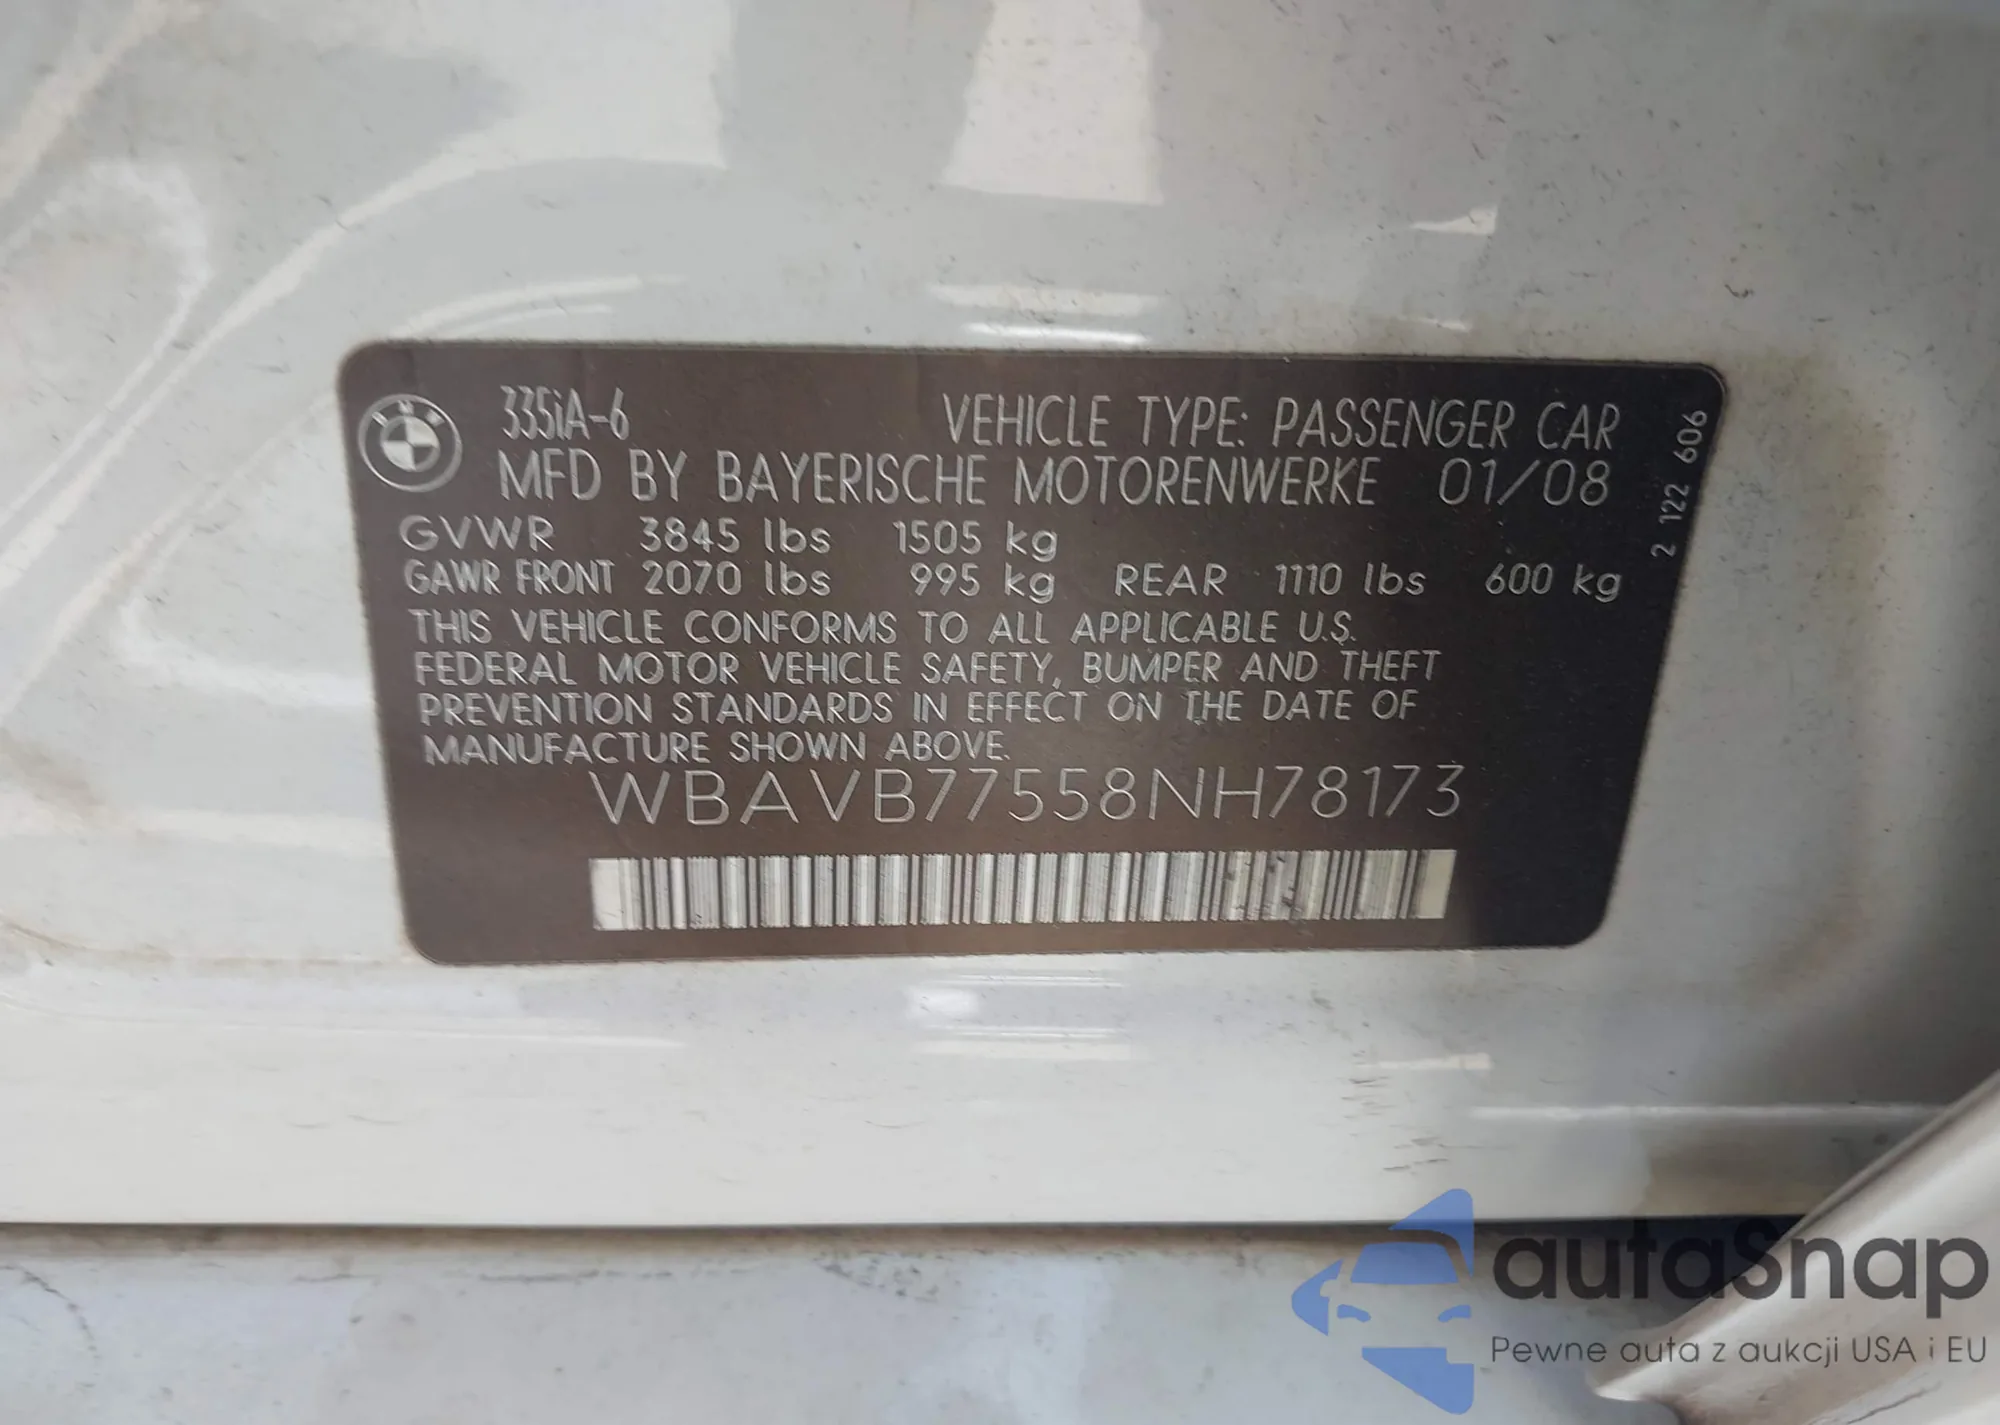 BMW
335iA-6 VEHICLE TYPE: PASSENGER CAR
MFD BY BAYERISCHE MOTORENWERKE 01/08
GVWR 3845 lbs 1505 kg
GAWR FRONT 2070 lbs 995 kg REAR 1110 lbs 600 kg
THIS VEHICLE CONFORMS TO ALL APPLICABLE U.S.
FEDERAL MOTOR VEHICLE SAFETY, BUMPER AND THEFT
PREVENTION STANDARDS IN EFFECT ON THE DATE OF
MANUFACTURE SHOWN ABOVE.
WBAVB77558NH78173
2 122 606
autaSnap
Pewne auta z aukcji USA i EU